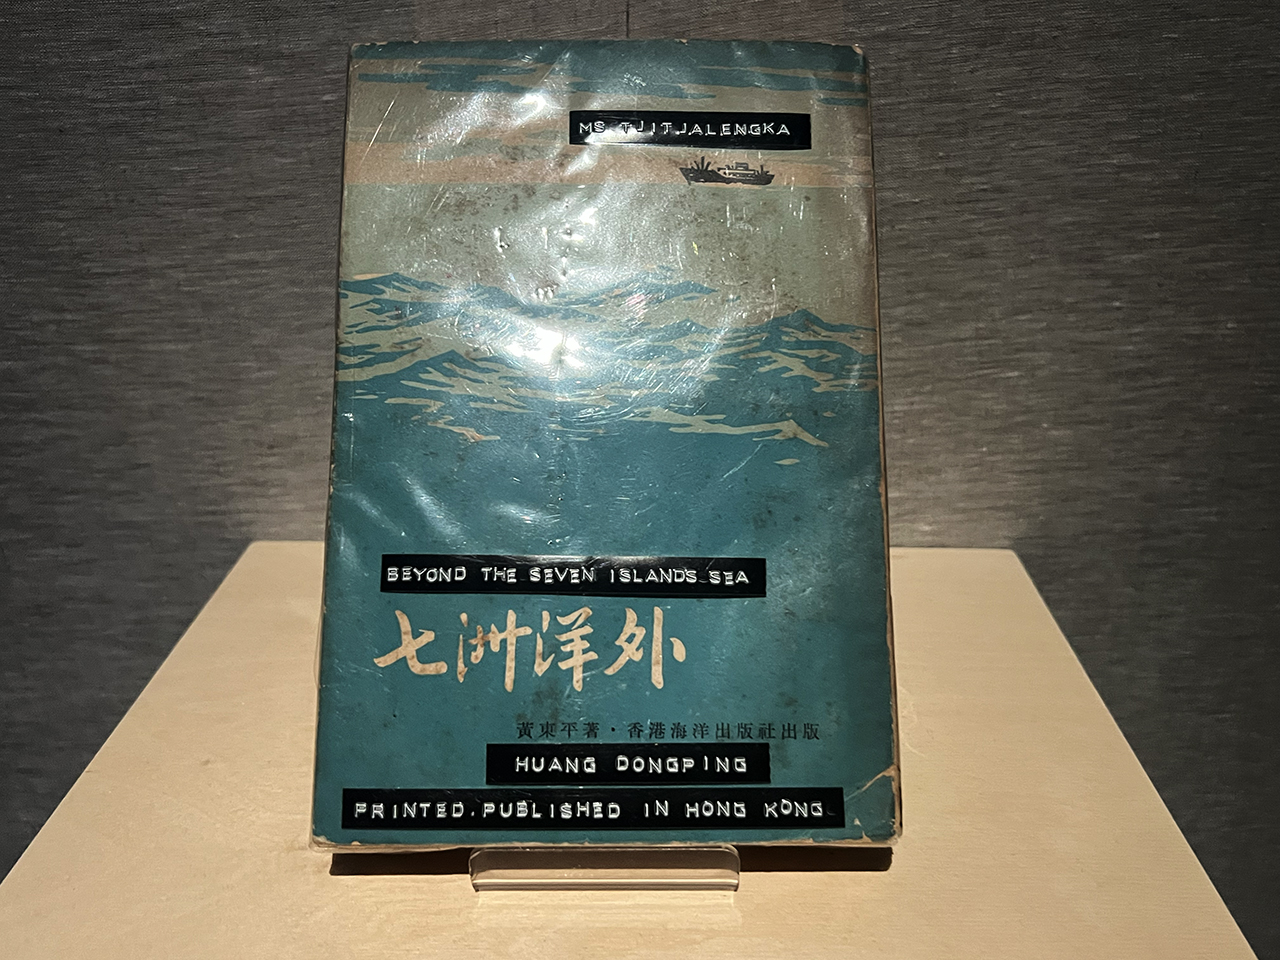 MS TJITJALENGKA
BEYOND THE SEVEN ISLANDS SEA
七洲洋外
黃東平著・香港海洋出版社出版
HUANG DONGPING
PRINTED.PUBLISHED IN HONG KONG